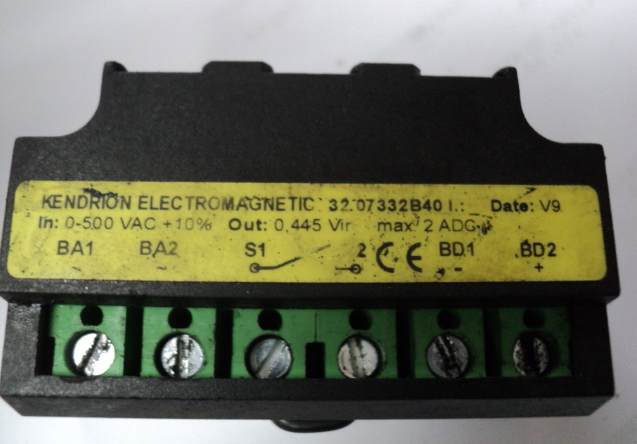 KENDRION ELECTROMAGNETIC 32.07332B40 I.: Date: V9
In: 0-500 VAC +10% Out: 0,445 Vin max 2 ADC
BA1 BA2 S1 2 CE BD1 BD2
~ - +